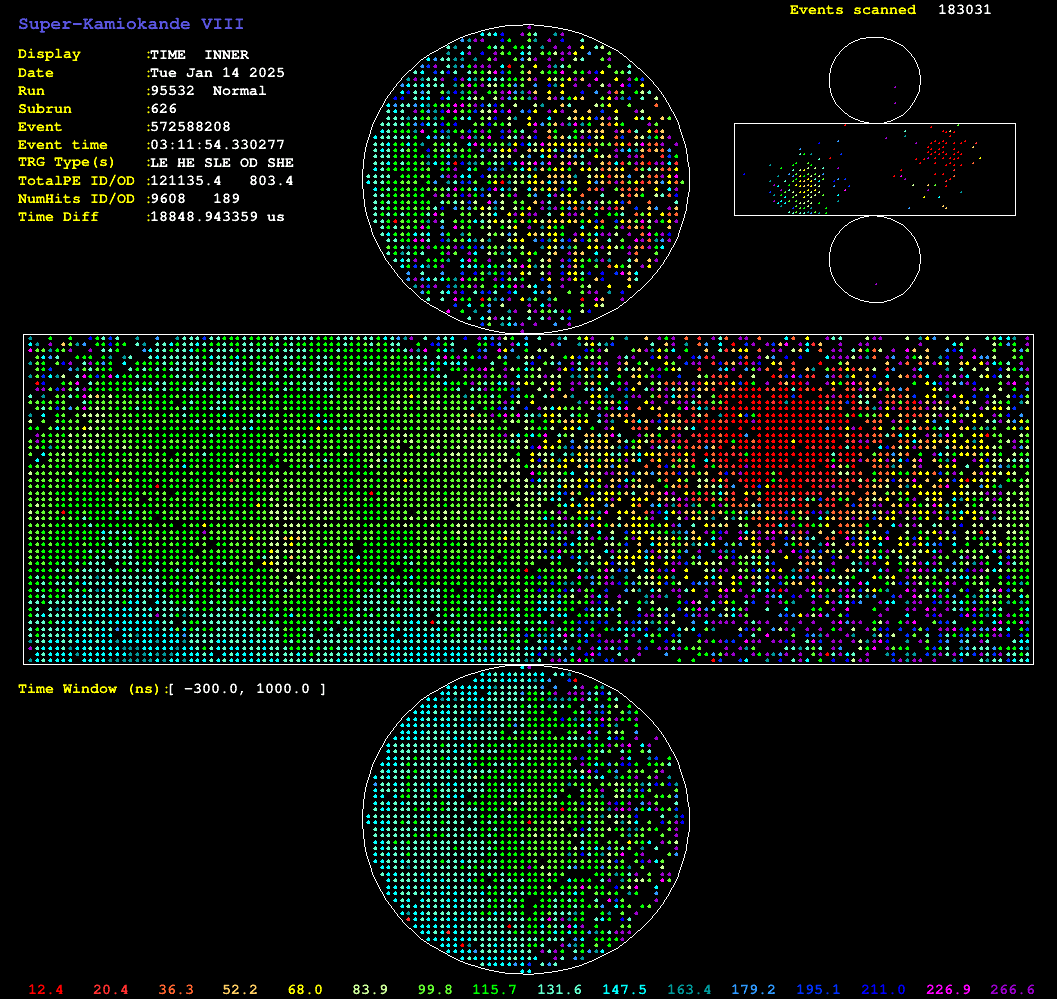 Super-Kamiokande VIII
Events scanned 183031
Display :TIME INNER
Date :Tue Jan 14 2025
Run :95532 Normal
Subrun :626
Event :572588208
Event time :03:11:54.330277
TRG Type(s) :LE HE SLE OD SHE
TotalPE ID/OD :121135.4 803.4
NumHits ID/OD :9608 189
Time Diff :18848.943359 us
Time Window (ns):[ -300.0, 1000.0 ]
12.4 20.4 36.3 52.2 68.0 83.9 99.8 115.7 131.6 147.5 163.4 179.2 195.1 211.0 226.9 266.6